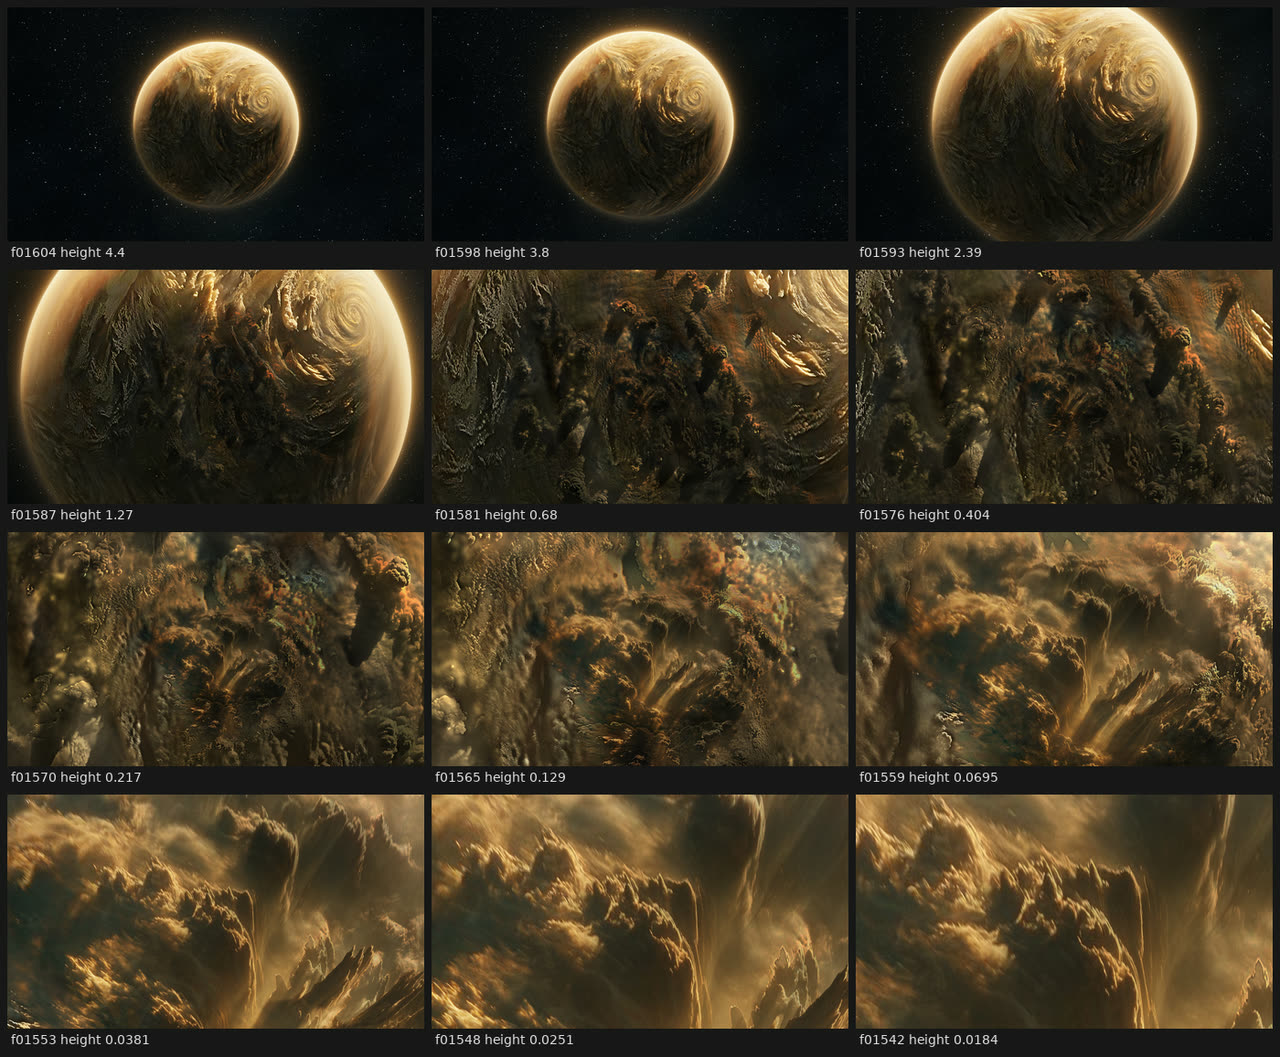 f01604 height 4.4
f01598 height 3.8
f01593 height 2.39
f01587 height 1.27
f01581 height 0.68
f01576 height 0.404
f01570 height 0.217
f01565 height 0.129
f01559 height 0.0695
f01553 height 0.0381
f01548 height 0.0251
f01542 height 0.0184